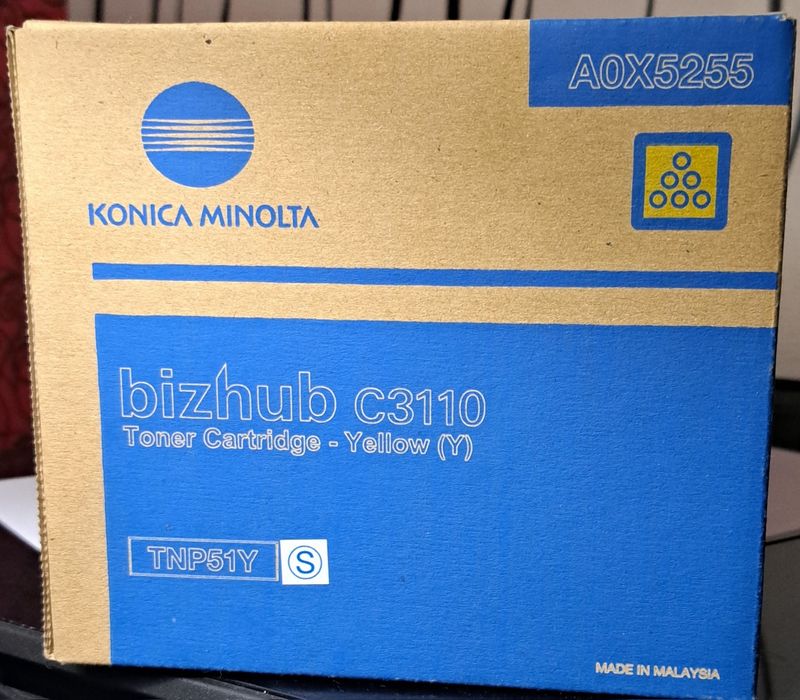 A0X5255
KONICA MINOLTA
bizhub C3110
Toner Cartridge - Yellow (Y)
TNP51Y S
MADE IN MALAYSIA